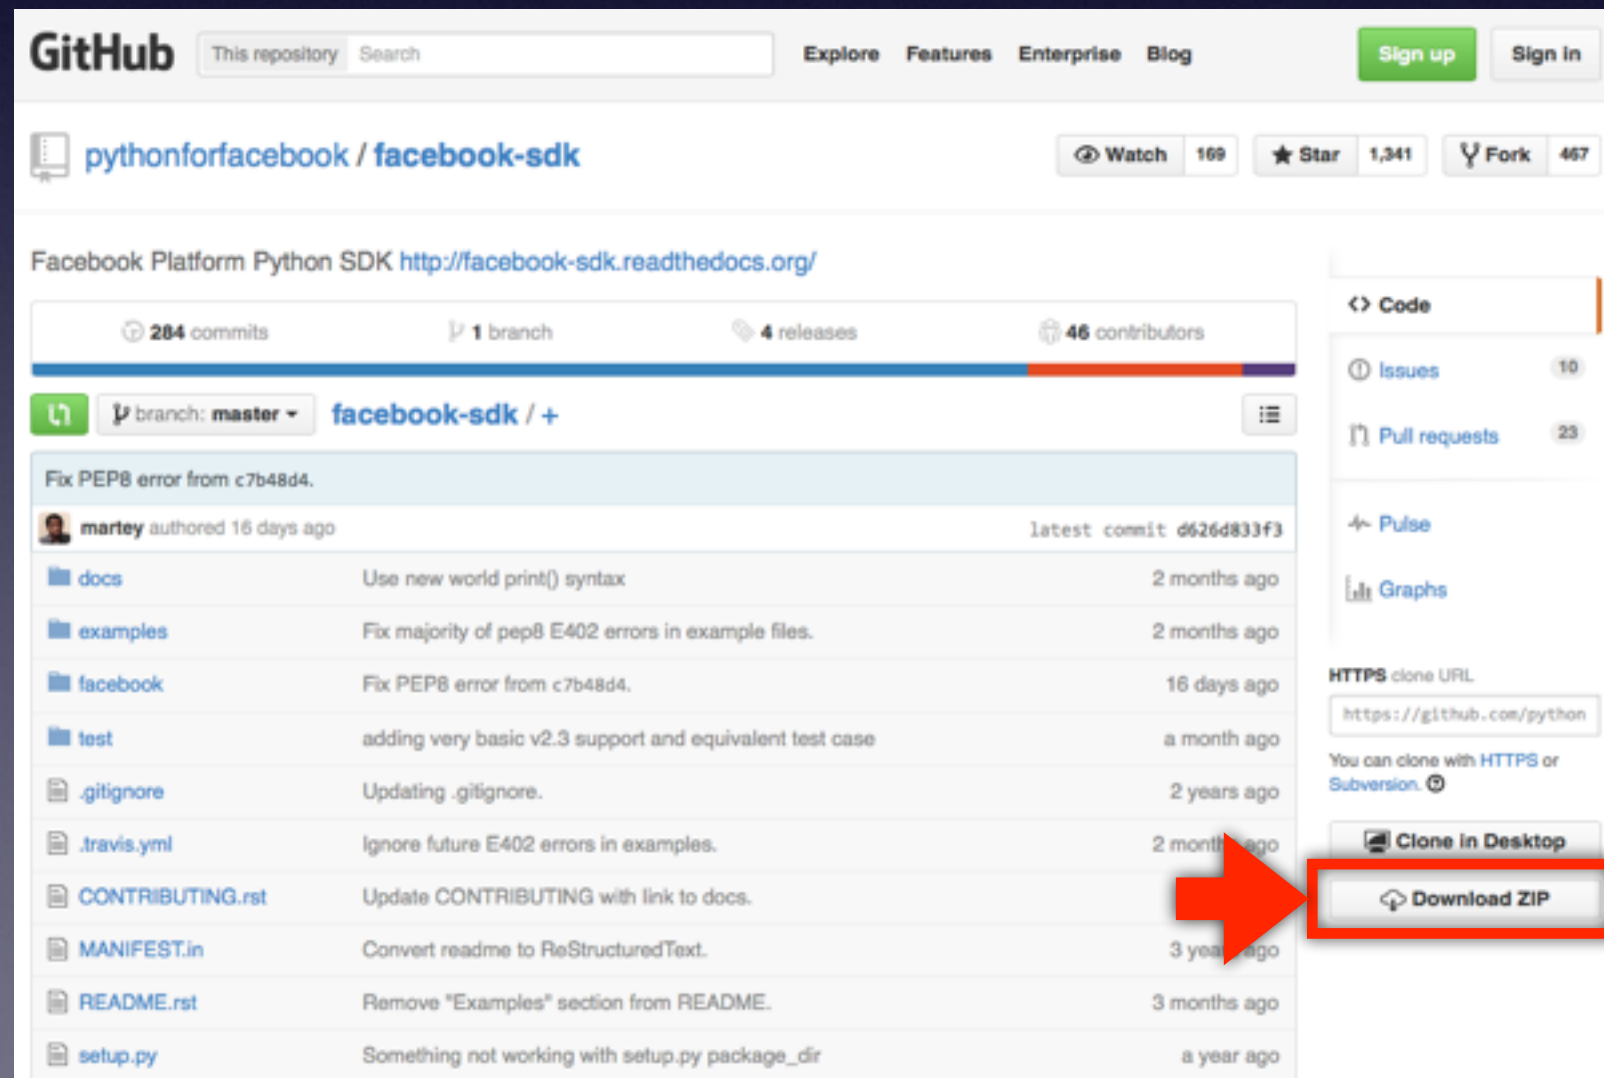 GitHub This repository Search Explore Features Enterprise Blog Sign up Sign in
pythonforfacebook / facebook-sdk Watch 169 Star 1,341 Fork 467
Facebook Platform Python SDK http://facebook-sdk.readthedocs.org/
284 commits 1 branch 4 releases 46 contributors
branch: master facebook-sdk / +
Fix PEP8 error from c7b48d4.
martey authored 16 days ago latest commit d626d833f3
docs Use new world print() syntax 2 months ago
examples Fix majority of pep8 E402 errors in example files. 2 months ago
facebook Fix PEP8 error from c7b48d4. 16 days ago
test adding very basic v2.3 support and equivalent test case a month ago
.gitignore Updating .gitignore. 2 years ago
.travis.yml Ignore future E402 errors in examples. 2 months ago
CONTRIBUTING.rst Update CONTRIBUTING with link to docs.
MANIFEST.in Convert readme to ReStructuredText. 3 years ago
README.rst Remove "Examples" section from README. 3 months ago
setup.py Something not working with setup.py package_dir a year ago
Code
Issues 10
Pull requests 23
Pulse
Graphs
HTTPS clone URL
https://github.com/python
You can clone with HTTPS or
Subversion.
Clone in Desktop
Download ZIP